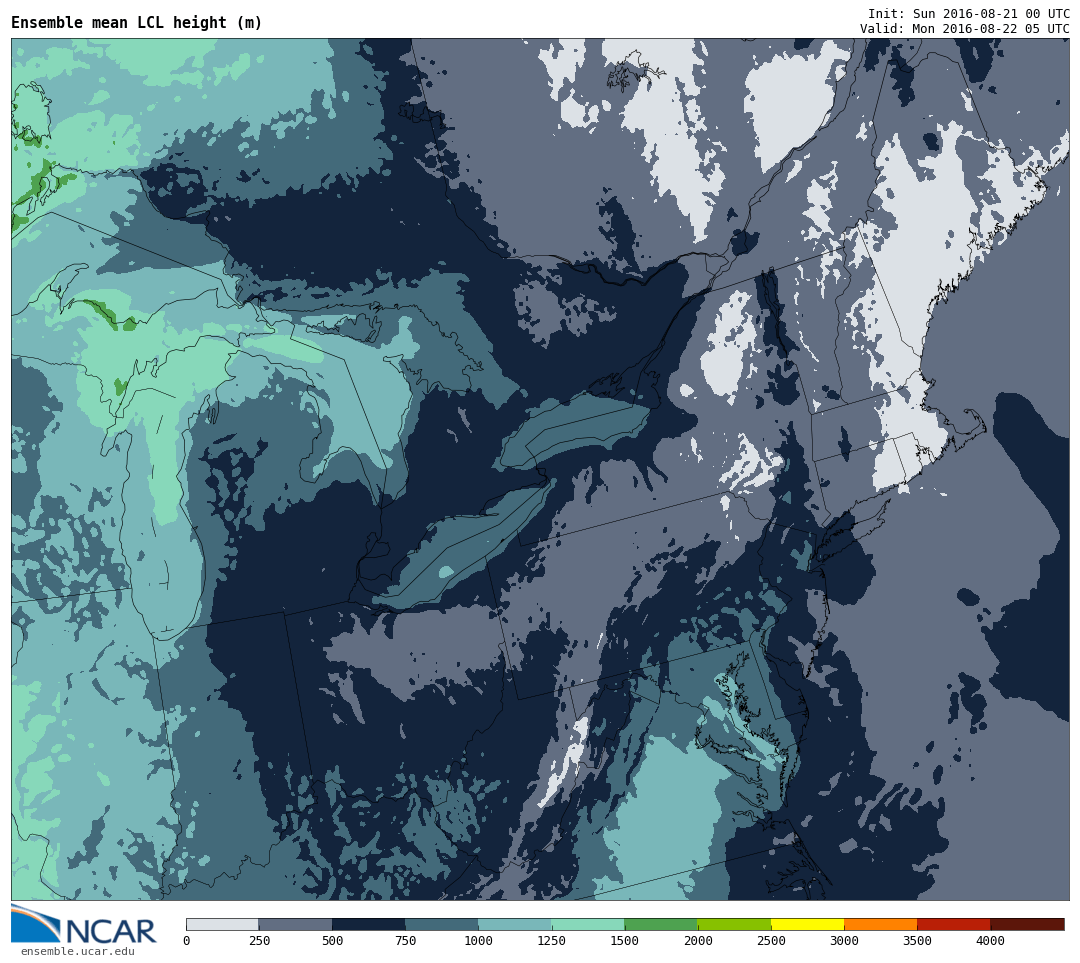 Ensemble mean LCL height (m)
Init: Sun 2016-08-21 00 UTC
Valid: Mon 2016-08-22 05 UTC
NCAR
ensemble.ucar.edu
0 250 500 750 1000 1250 1500 2000 2500 3000 3500 4000